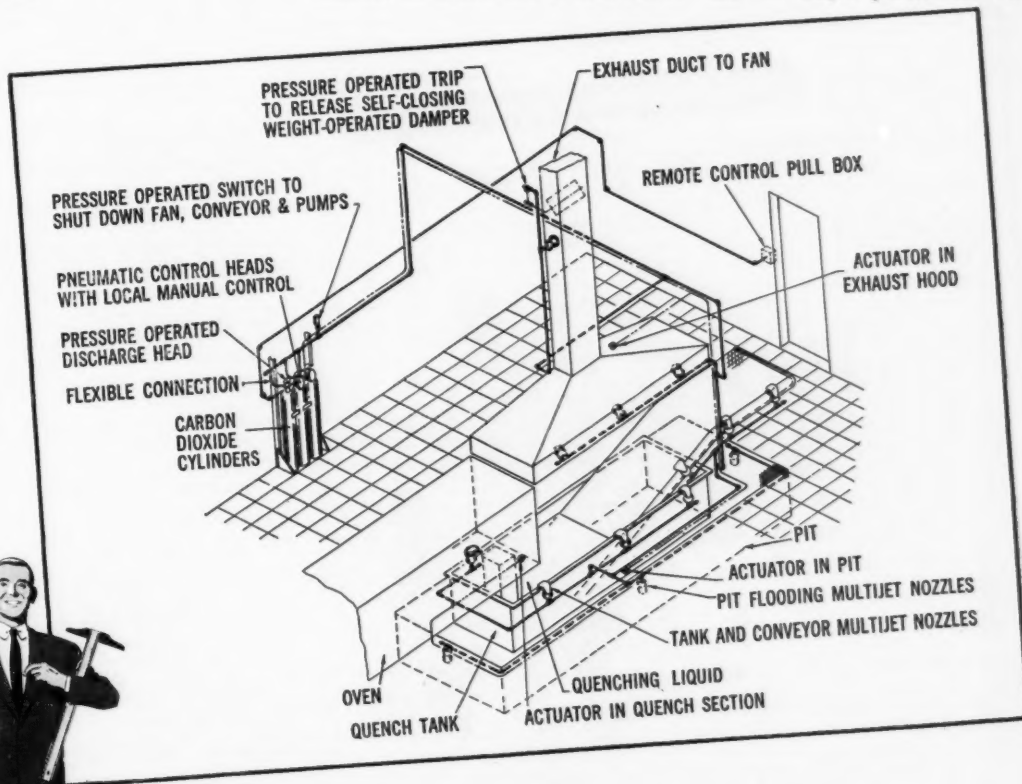 PRESSURE OPERATED TRIP
TO RELEASE SELF-CLOSING
WEIGHT-OPERATED DAMPER
EXHAUST DUCT TO FAN
REMOTE CONTROL PULL BOX
PRESSURE OPERATED SWITCH TO
SHUT DOWN FAN, CONVEYOR & PUMPS
ACTUATOR IN
EXHAUST HOOD
PNEUMATIC CONTROL HEADS
WITH LOCAL MANUAL CONTROL
PRESSURE OPERATED
DISCHARGE HEAD
FLEXIBLE CONNECTION
CARBON
DIOXIDE
CYLINDERS
PIT
ACTUATOR IN PIT
PIT FLOODING MULTIJET NOZZLES
TANK AND CONVEYOR MULTIJET NOZZLES
QUENCHING LIQUID
OVEN
ACTUATOR IN QUENCH SECTION
QUENCH TANK